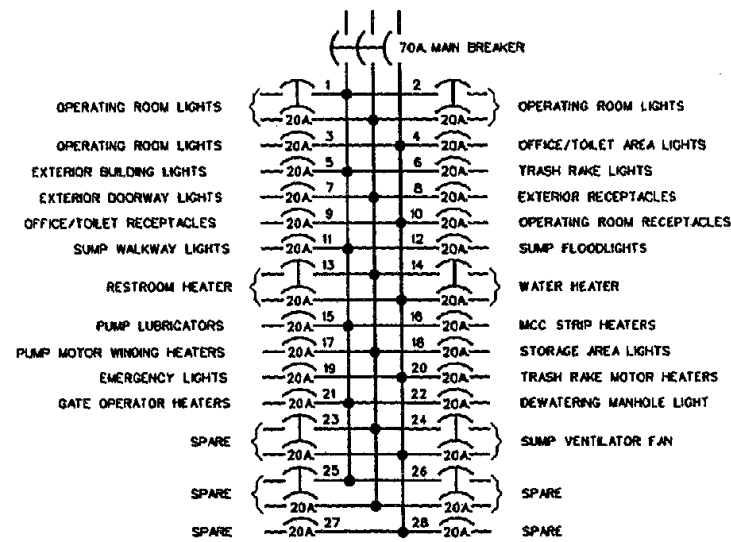 70A. MAIN BREAKER
1 2
OPERATING ROOM LIGHTS 20A. 20A. OPERATING ROOM LIGHTS
OPERATING ROOM LIGHTS 20A. 3 4 20A. OFFICE/TOILET AREA LIGHTS
EXTERIOR BUILDING LIGHTS 20A. 5 6 20A. TRASH RAKE LIGHTS
EXTERIOR DOORWAY LIGHTS 20A. 7 8 20A. EXTERIOR RECEPTACLES
OFFICE/TOILET RECEPTACLES 20A. 9 10 20A. OPERATING ROOM RECEPTACLES
SUMP WALKWAY LIGHTS 20A. 11 12 20A. SUMP FLOODLIGHTS
13 14
RESTROOM HEATER 20A. 20A. WATER HEATER
PUMP LUBRICATORS 20A. 15 16 20A. MCC STRIP HEATERS
PUMP MOTOR WINDING HEATERS 20A. 17 18 20A. STORAGE AREA LIGHTS
EMERGENCY LIGHTS 20A. 19 20 20A. TRASH RAKE MOTOR HEATERS
GATE OPERATOR HEATERS 20A. 21 22 20A. DEWATERING MANHOLE LIGHT
23 24
SPARE 20A. 20A. SUMP VENTILATOR FAN
25 26
SPARE 20A. 20A. SPARE
SPARE 20A. 27 28 20A. SPARE